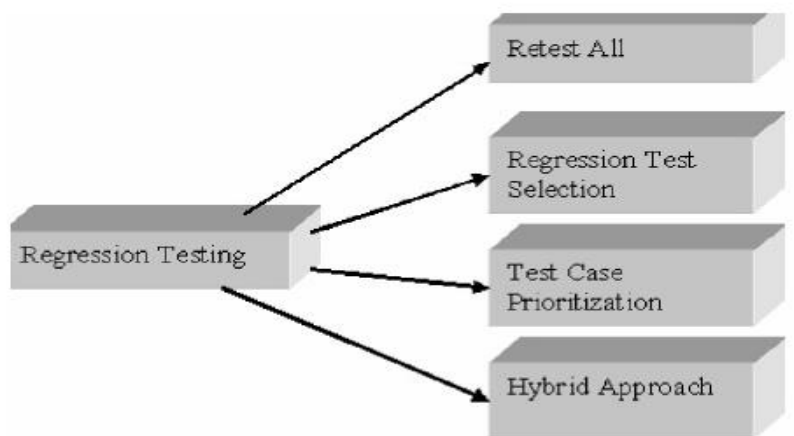 Retest All
Regression Test
Selection
Regression Testing
Test Case
Prioritization
Hybrid Approach